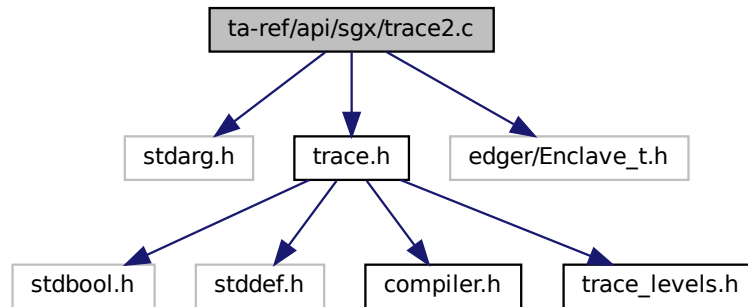 ta-ref/api/sgx/trace2.c
stdarg.h
trace.h
edger/Enclave_t.h
stdbool.h
stddef.h
compiler.h
trace_levels.h